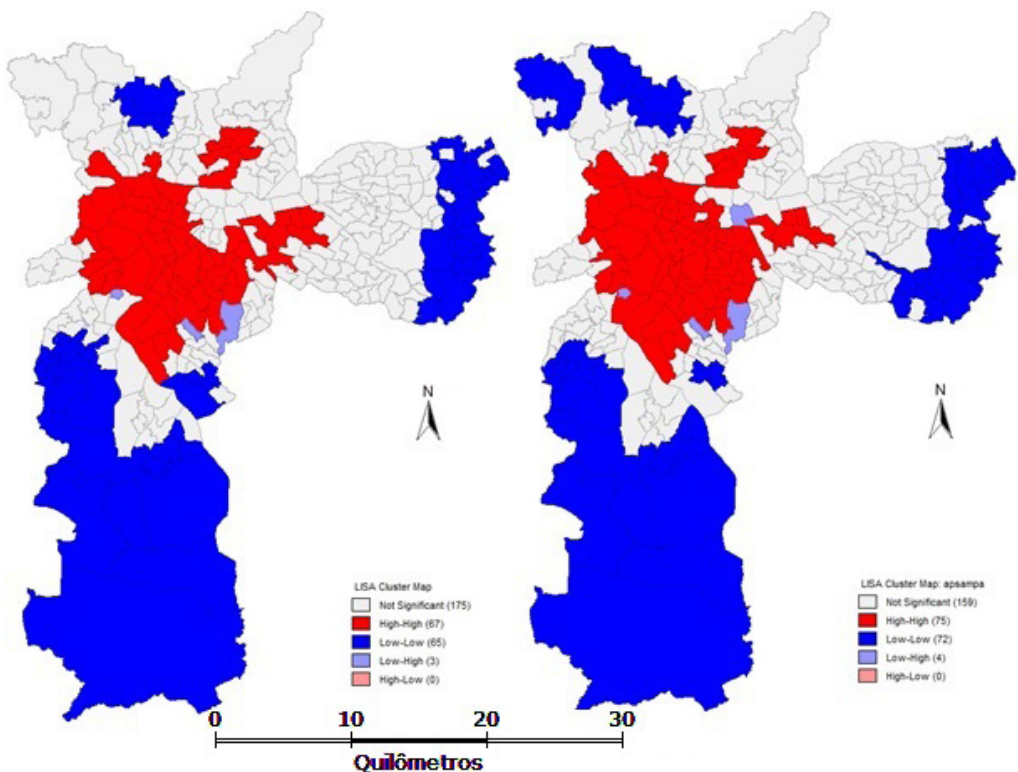 N
N
LISA Cluster Map
Not Significant (175)
High-High (67)
Low-Low (65)
Low-High (3)
High-Low (0)
LISA Cluster Map: apsampa
Not Significant (159)
High-High (75)
Low-Low (72)
Low-High (4)
High-Low (0)
0 10 20 30
Quilômetros